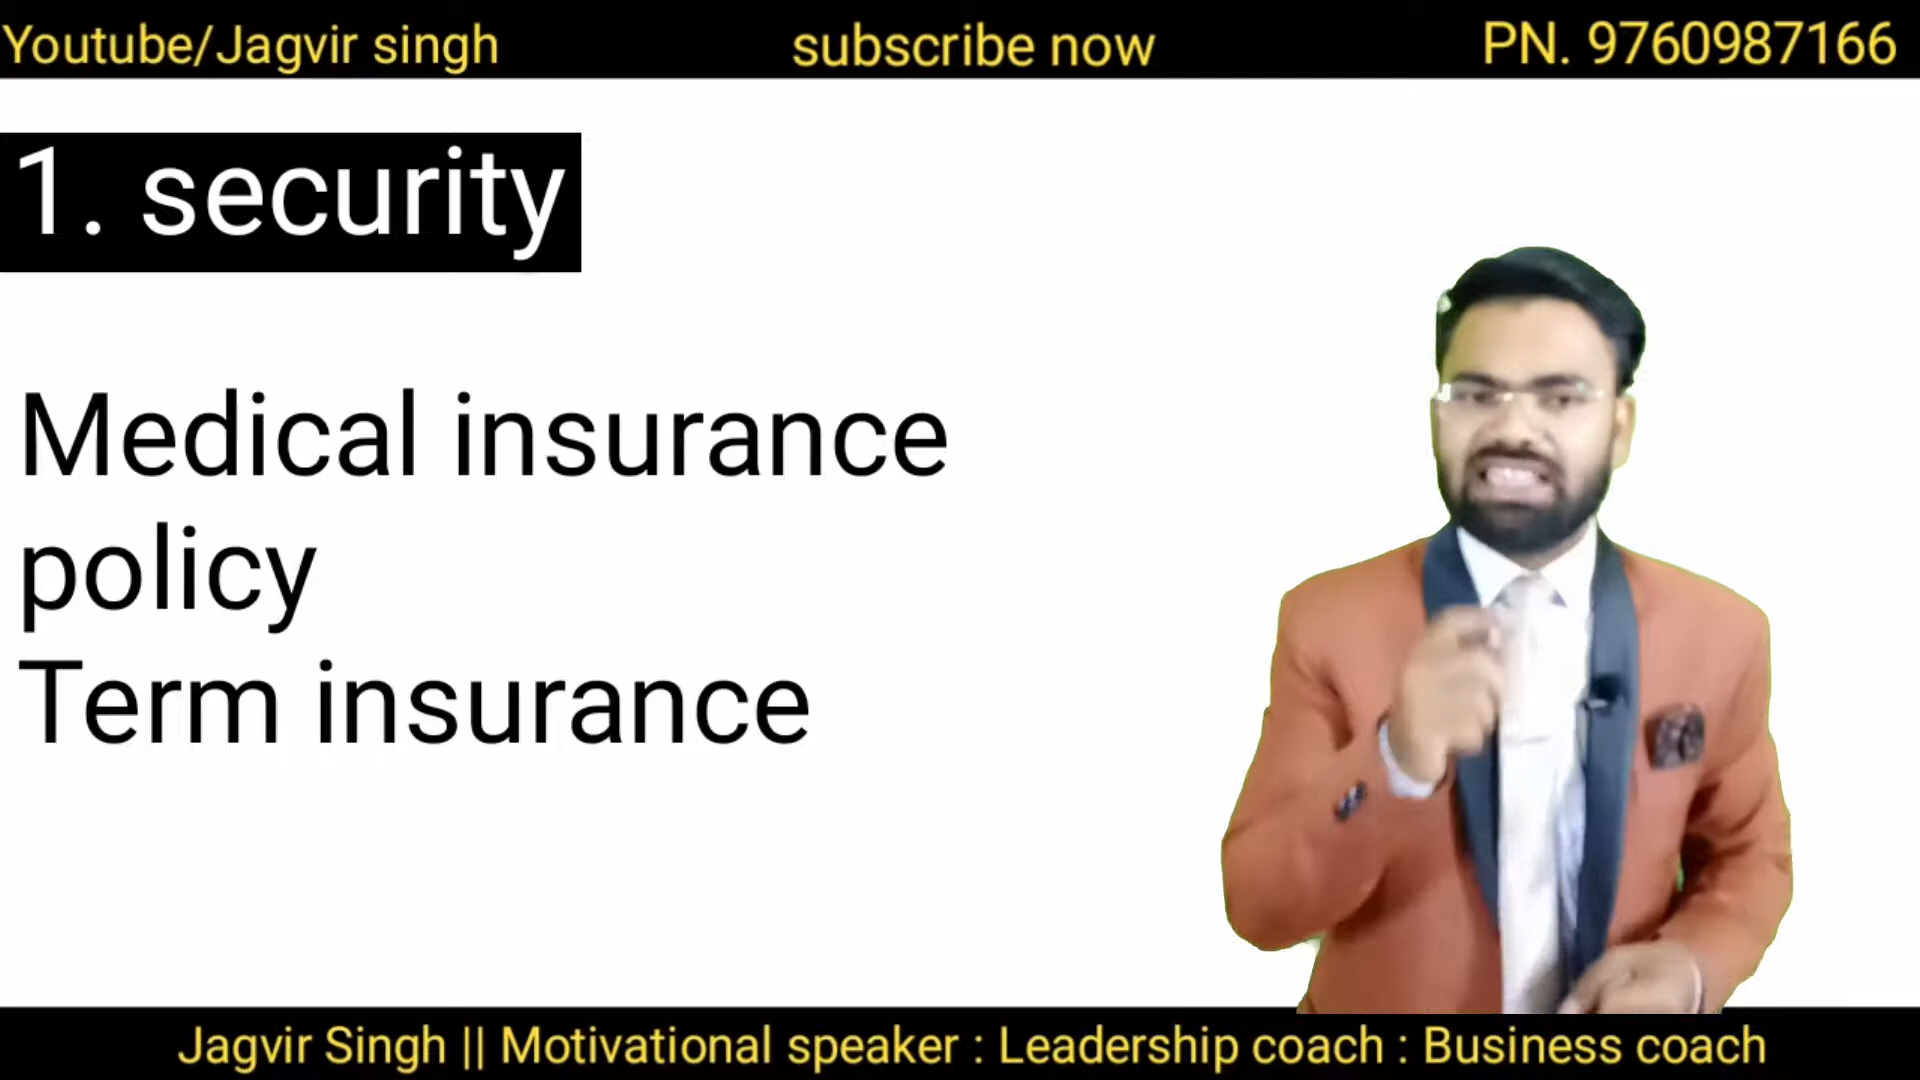 Youtube/Jagvir singh
subscribe now
PN. 9760987166
1. security
Medical insurance
policy
Term insurance
Jagvir Singh || Motivational speaker : Leadership coach : Business coach